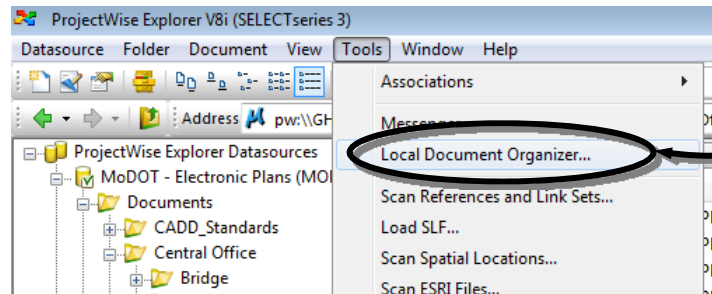 ProjectWise Explorer V8i (SELECTseries 3)
Datasource Folder Document View Tools Window Help
Associations
Address pw:\\GH
Messenger
ProjectWise Explorer Datasources
Local Document Organizer...
MoDOT - Electronic Plans (MO
Documents
Scan References and Link Sets...
CADD_Standards
Load SLF...
Central Office
Scan Spatial Locations...
Bridge
Scan ESRI Files...